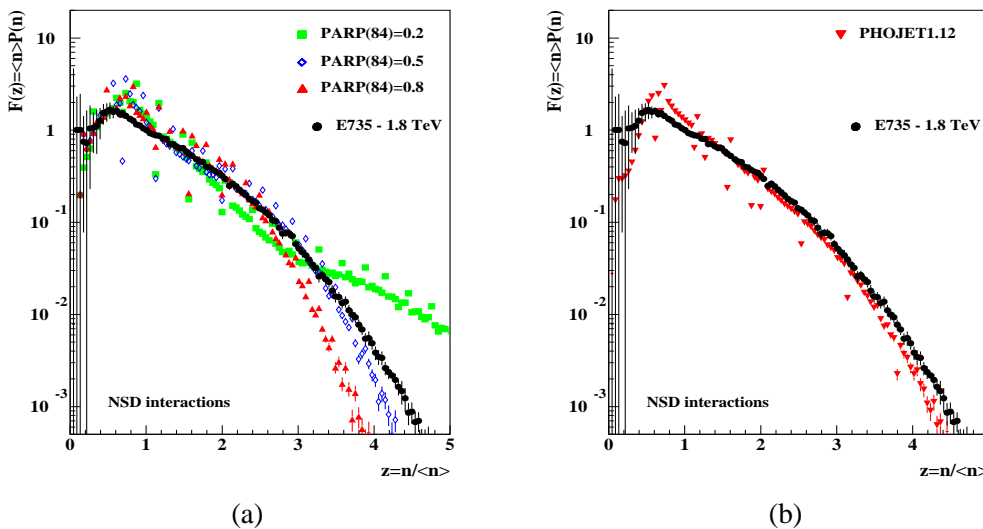 F(z)=<n>P(n)
10
1
10⁻¹
10⁻²
10⁻³
PARP(84)=0.2
PARP(84)=0.5
PARP(84)=0.8
E735 - 1.8 TeV
NSD interactions
0 1 2 3 4 5
z=n/<n>
(a)
F(z)=<n>P(n)
10
1
10⁻¹
10⁻²
10⁻³
PHOJET1.12
E735 - 1.8 TeV
NSD interactions
0 1 2 3 4
z=n/<n>
(b)